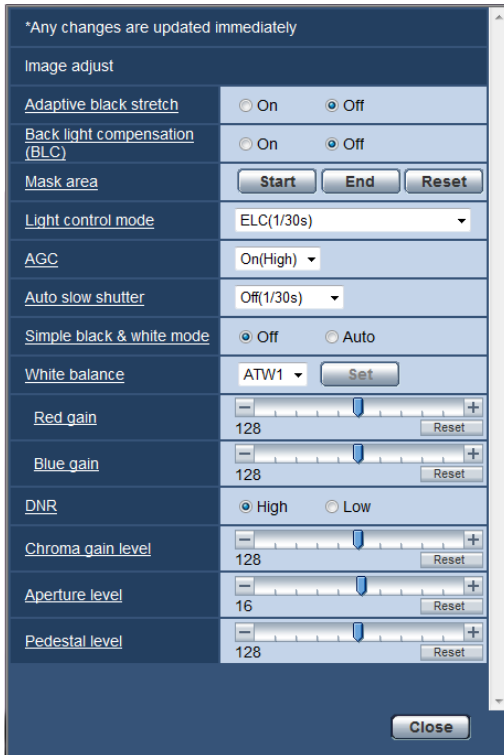 *Any changes are updated immediately
Image adjust
Adaptive black stretch On Off
Back light compensation
(BLC) On Off
Mask area Start End Reset
Light control mode ELC(1/30s)
AGC On(High)
Auto slow shutter Off(1/30s)
Simple black & white mode Off Auto
White balance ATW1 Set
Red gain 128 Reset
Blue gain 128 Reset
DNR High Low
Chroma gain level 128 Reset
Aperture level 16 Reset
Pedestal level 128 Reset
Close